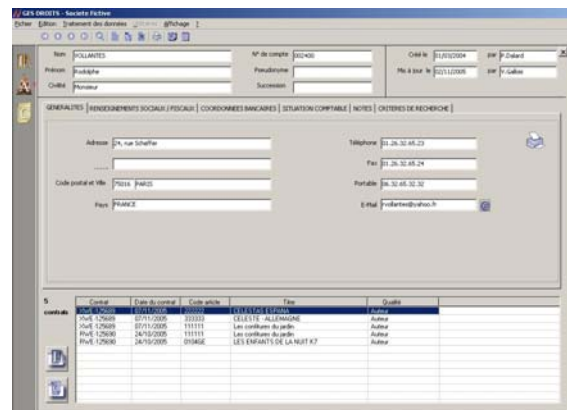 GFS DROITS - Societe Fictive
Fichier Edition Traitement des données Affichage ?
Nom VOLLANTES N° de compte 002400 Créé le 01/03/2004 par P.Delard
Prénom Rodolphe Pseudonyme Mis à jour le 02/11/2005 par V.Gallois
Civilité Monsieur Succession
GENERALITES RENSEIGNEMENTS SOCIAUX / FISCAUX COORDONNEES BANCAIRES SITUATION COMPTABLE NOTES CRITERES DE RECHERCHE
Adresse 24, rue Scheffer Téléphone 01.26.32.65.23
Fax 01.26.32.65.24
Code postal et Ville 75016 PARIS Portable 06.32.65.32.32
Pays FRANCE E-Mail rvollantes@yahoo.fr
5 contrats
Contrat Date du contrat Code article Titre Qualité
07/11/2005 222222 CELESTAS ESPANA Auteur
07/11/2005 333333 CELESTE - ALLEMAGNE Auteur
07/11/2005 111111 Les confitures du jardin Auteur
24/10/2005 111111 Les confitures du jardin Auteur
24/10/2005 010AGE LES ENFANTS DE LA NUIT K7 Auteur